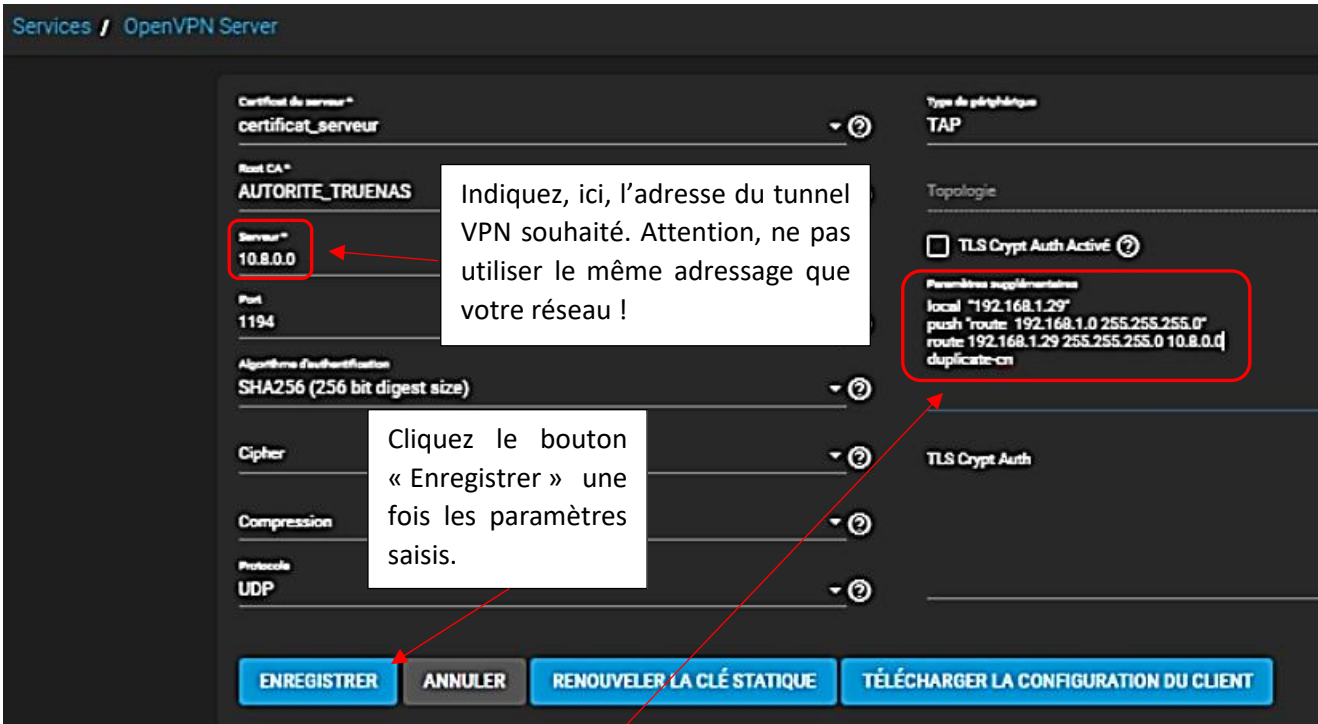 Services / OpenVPN Server
Certificat du serveur *
certificat_serveur
Root CA *
AUTORITE_TRUENAS
Serveur *
10.8.0.0
Port
1194
Algorithme d'authentification
SHA256 (256 bit digest size)
Cipher
Compression
Protocole
UDP
Indiquez, ici, l'adresse du tunnel
VPN souhaité. Attention, ne pas
utiliser le même adressage que
votre réseau !
Cliquez le bouton
« Enregistrer » une
fois les paramètres
saisis.
Type de périphérique
TAP
Topologie
TLS Crypt Auth Activé
Paramètres supplémentaires
local "192.168.1.29"
push "route 192.168.1.0 255.255.255.0"
route 192.168.1.29 255.255.255.0 10.8.0.0
duplicate-cn
TLS Crypt Auth
ENREGISTRER
ANNULER
RENOUVELER LA CLÉ STATIQUE
TÉLÉCHARGER LA CONFIGURATION DU CLIENT